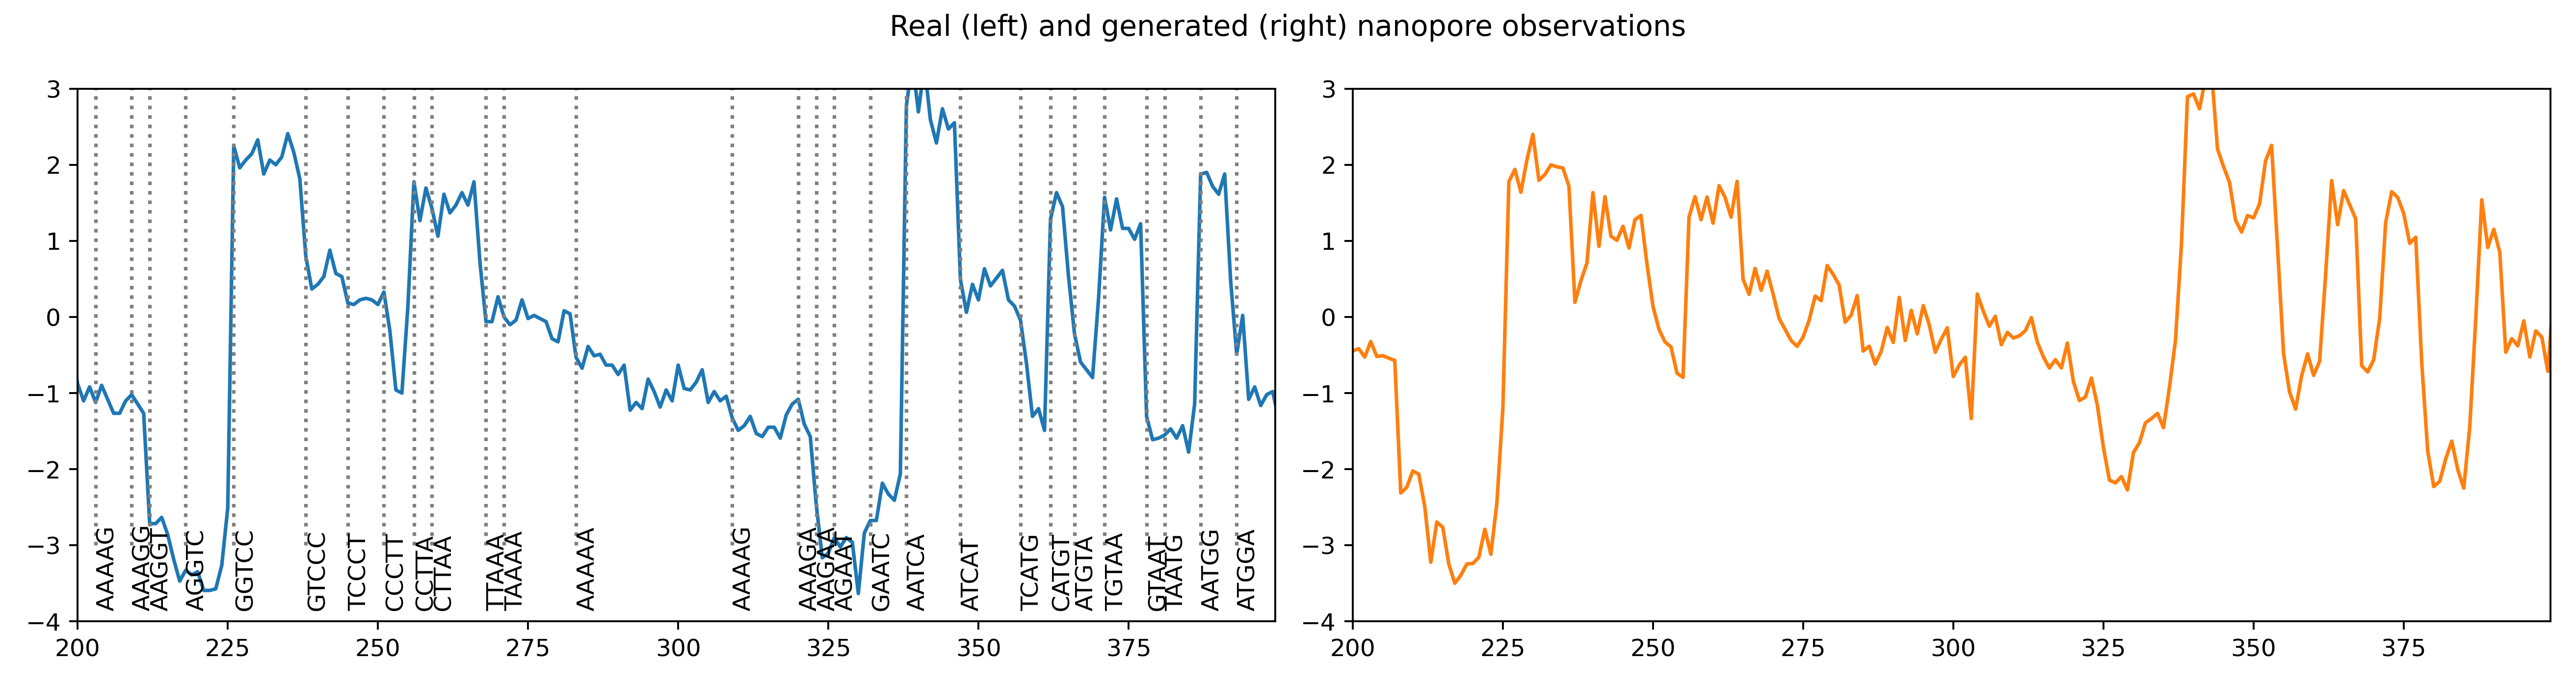 Real (left) and generated (right) nanopore observations
3
2
1
0
−1
−2
−3
−4
AAAAG
AAAGG
AAGGT
AGGTC
GGTCC
GTCCC
TCCCT
CCCTT
CCTTA
CTTAA
TTAAA
TAAAA
AAAAA
AAAAG
AAAGA
AAGAA
AGAAT
GAATC
AATCA
ATCAT
TCATG
CATGT
ATGTA
TGTAA
GTAAT
TAATG
AATGG
ATGGA
200 225 250 275 300 325 350 375
3
2
1
0
−1
−2
−3
−4
200 225 250 275 300 325 350 375